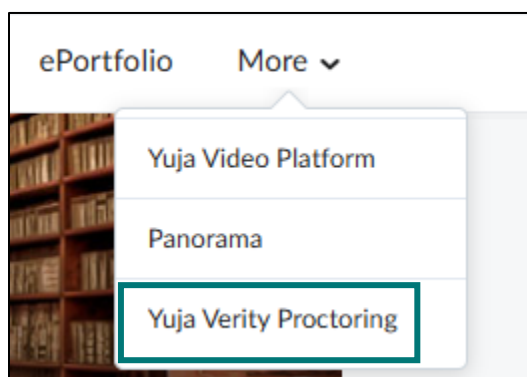 ePortfolio More
Yuja Video Platform
Panorama
Yuja Verity Proctoring